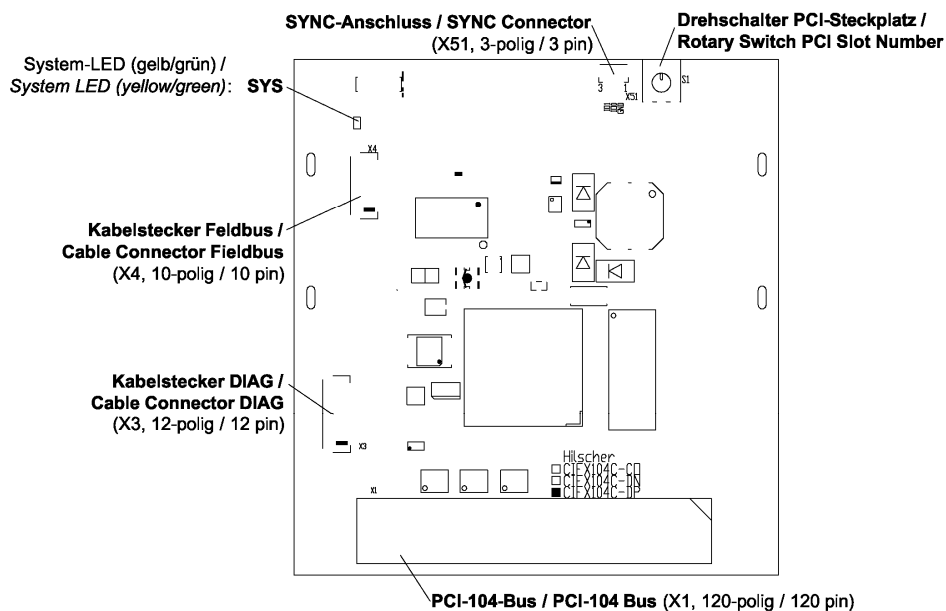 SYNC-Anschluss / SYNC Connector
(X51, 3-polig / 3 pin)
Drehschalter PCI-Steckplatz /
Rotary Switch PCI Slot Number
System-LED (gelb/grün) /
System LED (yellow/green): SYS
3 1
X51
S1
X4
Kabelstecker Feldbus /
Cable Connector Fieldbus
(X4, 10-polig / 10 pin)
Kabelstecker DIAG /
Cable Connector DIAG
(X3, 12-polig / 12 pin)
X3
Hilscher
CIFX104C-CO
CIFX104C-DN
CIFX104C-DP
X1
PCI-104-Bus / PCI-104 Bus (X1, 120-polig / 120 pin)